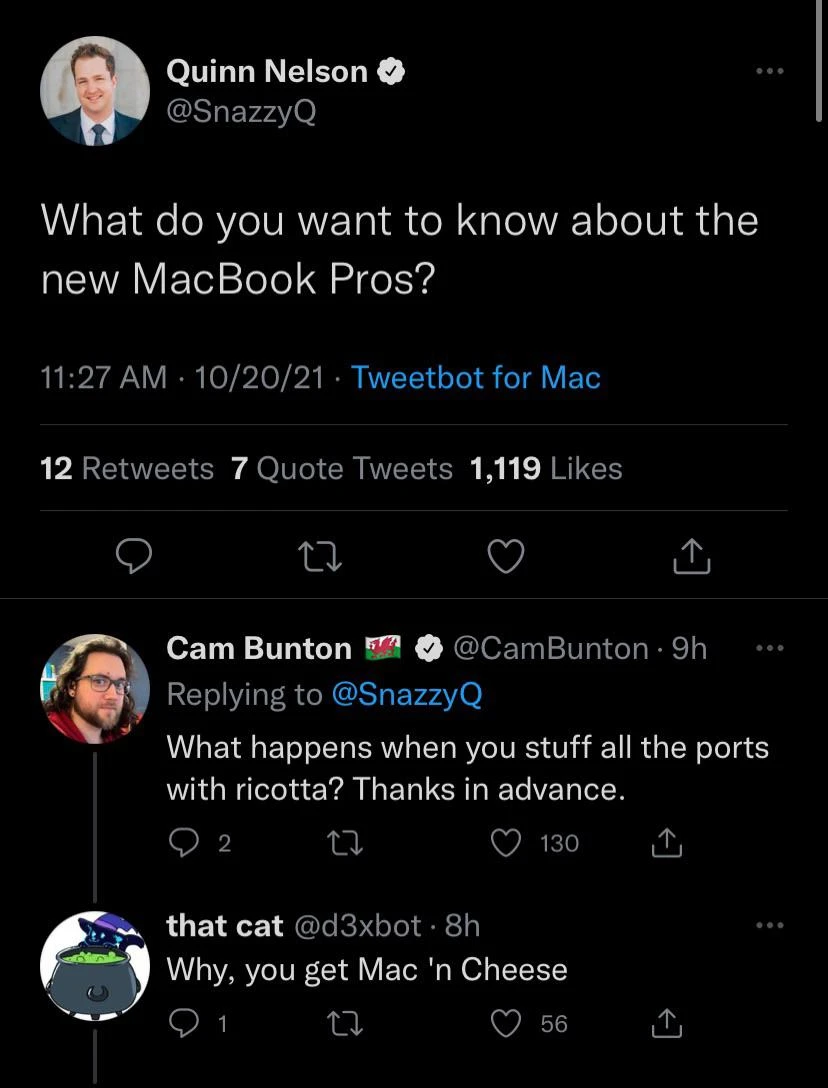 Quinn Nelson
@SnazzyQ
What do you want to know about the
new MacBook Pros?
11:27 AM · 10/20/21 · Tweetbot for Mac
12 Retweets 7 Quote Tweets 1,119 Likes
Cam Bunton 🏴󠁧󠁢󠁷󠁬󠁳󠁿 @CamBunton · 9h
Replying to @SnazzyQ
What happens when you stuff all the ports
with ricotta? Thanks in advance.
2 130
that cat @d3xbot · 8h
Why, you get Mac 'n Cheese
1 56